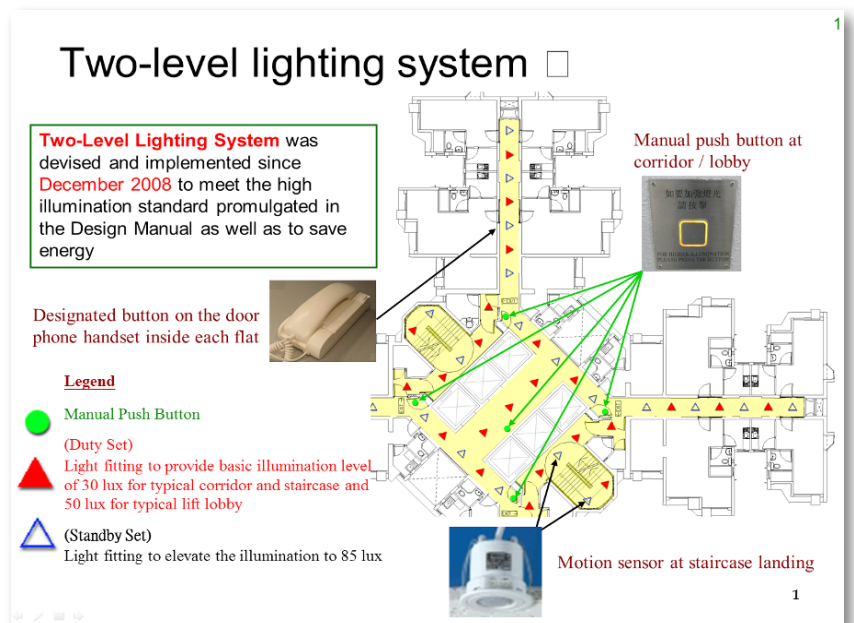 1
Two-level lighting system □
Two-Level Lighting System was
devised and implemented since
December 2008 to meet the high
illumination standard promulgated in
the Design Manual as well as to save
energy
Manual push button at
corridor / lobby
如要加強燈光
請按掣
FOR HIGHER ILLUMINATION
PLEASE PRESS THE BUTTON
Designated button on the door
phone handset inside each flat
Legend
Manual Push Button
(Duty Set)
Light fitting to provide basic illumination level
of 30 lux for typical corridor and staircase and
50 lux for typical lift lobby
(Standby Set)
Light fitting to elevate the illumination to 85 lux
Motion sensor at staircase landing
1